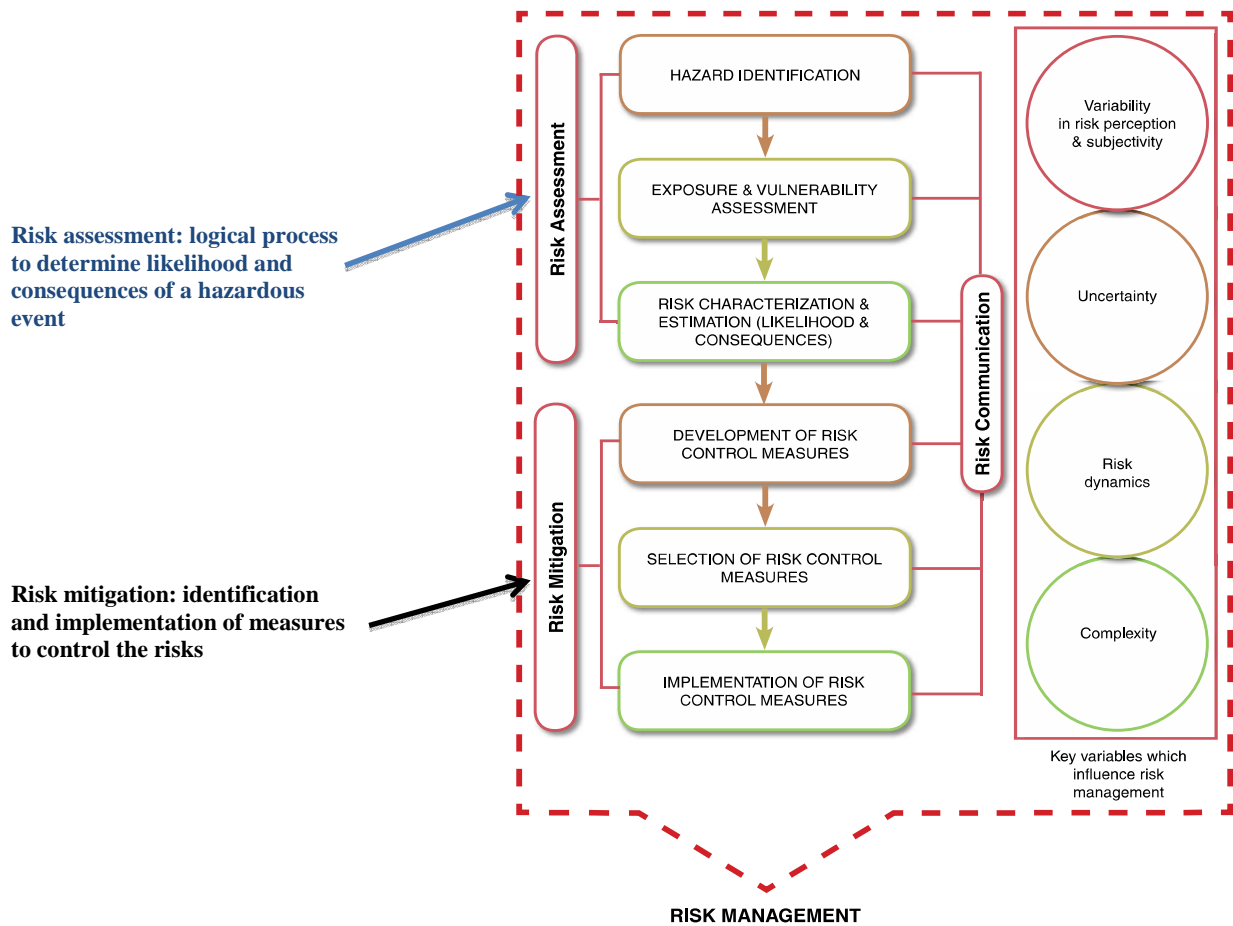 Risk assessment: logical process
to determine likelihood and
consequences of a hazardous
event
Risk mitigation: identification
and implementation of measures
to control the risks
Risk Assessment
Risk Mitigation
HAZARD IDENTIFICATION
EXPOSURE & VULNERABILITY
ASSESSMENT
RISK CHARACTERIZATION &
ESTIMATION (LIKELIHOOD &
CONSEQUENCES)
DEVELOPMENT OF RISK
CONTROL MEASURES
SELECTION OF RISK CONTROL
MEASURES
IMPLEMENTATION OF RISK
CONTROL MEASURES
Risk Communication
Variability
in risk perception
& subjectivity
Uncertainty
Risk
dynamics
Complexity
Key variables which
influence risk
management
RISK MANAGEMENT